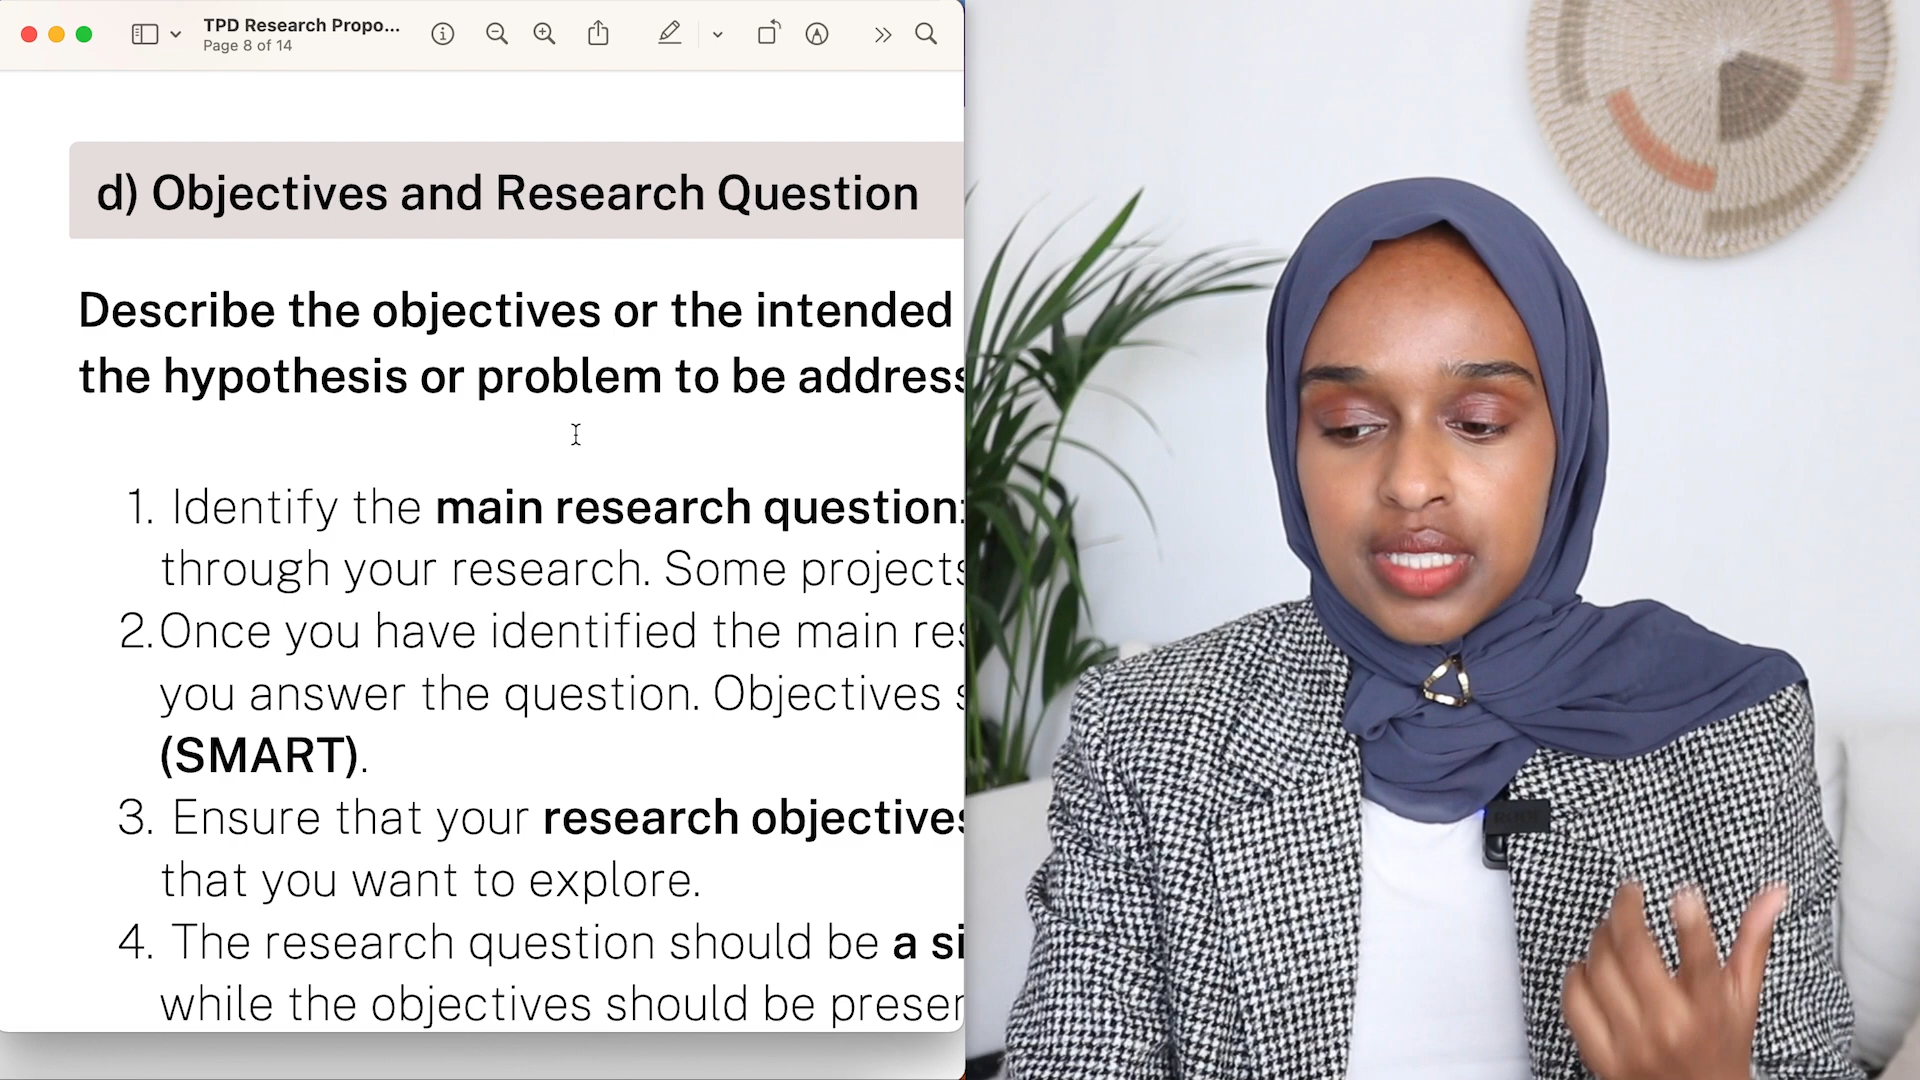 TPD Research Propo...
Page 8 of 14
d) Objectives and Research Question
Describe the objectives or the intended
the hypothesis or problem to be address
1. Identify the main research question:
through your research. Some projects
2. Once you have identified the main res
you answer the question. Objectives s
(SMART).
3. Ensure that your research objectives
that you want to explore.
4. The research question should be a si
while the objectives should be presen